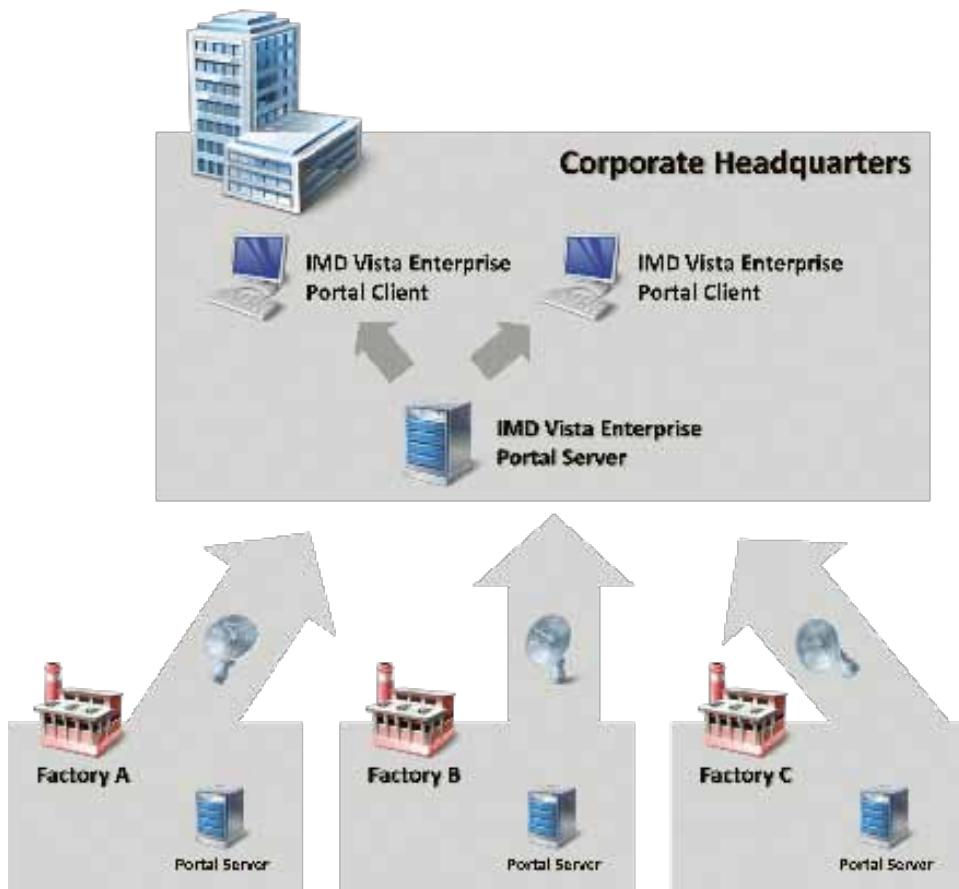 Corporate Headquarters
IMD Vista Enterprise
Portal Client
IMD Vista Enterprise
Portal Client
IMD Vista Enterprise
Portal Server
Factory A
Portal Server
Factory B
Portal Server
Factory C
Portal Server